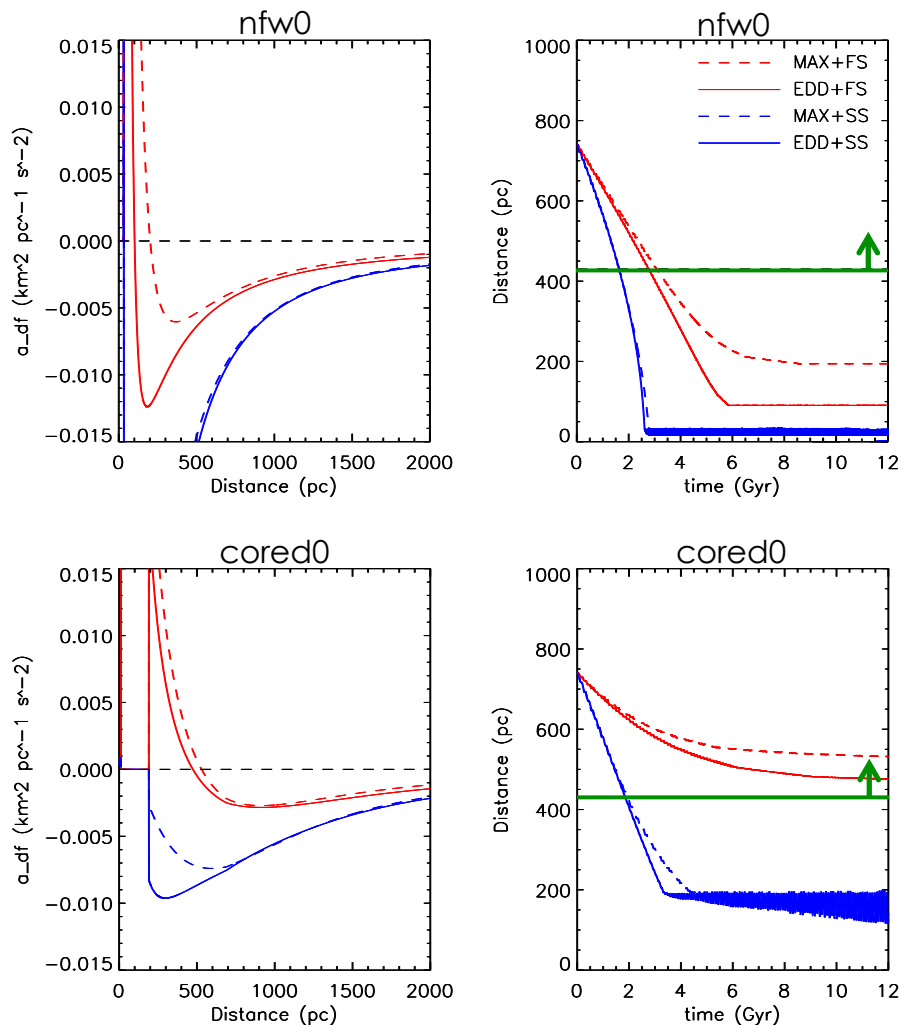 nfw0
0.015
0.010
0.005
0.000
−0.005
−0.010
−0.015
a_df (km^2 pc^-1 s^-2)
0 500 1000 1500 2000
Distance (pc)
nfw0
1000
800
600
400
200
0
Distance (pc)
MAX+FS
EDD+FS
MAX+SS
EDD+SS
0 2 4 6 8 10 12
time (Gyr)
cored0
0.015
0.010
0.005
0.000
−0.005
−0.010
−0.015
a_df (km^2 pc^-1 s^-2)
0 500 1000 1500 2000
Distance (pc)
cored0
1000
800
600
400
200
0
Distance (pc)
0 2 4 6 8 10 12
time (Gyr)